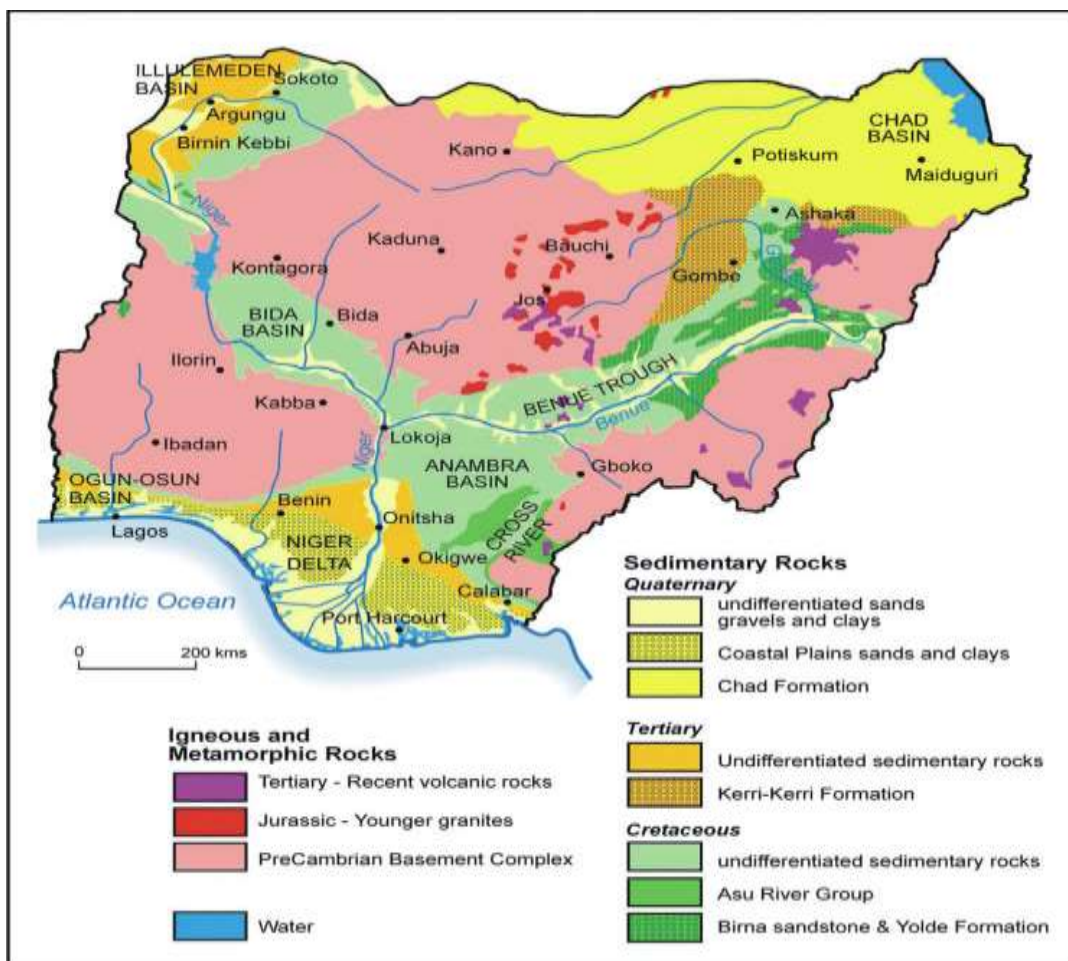 ILLULEMEDEN
BASIN
Sokoto
Argungu
Birnin Kebbi
CHAD
BASIN
Kano
Potiskum
Maiduguri
Niger
Ashaka
Kaduna
Bauchi
Kontagora
Gombe
Jos
BIDA
BASIN
Bida
Abuja
Ilorin
BENUE TROUGH
Kabba
Benue
Lokoja
Niger
Ibadan
ANAMBRA
BASIN
Gboko
OGUN-OSUN
BASIN
Benin
Onitsha
CROSS
RIVER
Lagos
NIGER
DELTA
Okigwe
Calabar
Atlantic Ocean
Port Harcourt
0
200 kms
Sedimentary Rocks
Quaternary
undifferentiated sands
gravels and clays
Coastal Plains sands and clays
Chad Formation
Tertiary
Undifferentiated sedimentary rocks
Kerri-Kerri Formation
Cretaceous
undifferentiated sedimentary rocks
Asu River Group
Birna sandstone & Yolde Formation
Igneous and
Metamorphic Rocks
Tertiary - Recent volcanic rocks
Jurassic - Younger granites
PreCambrian Basement Complex
Water